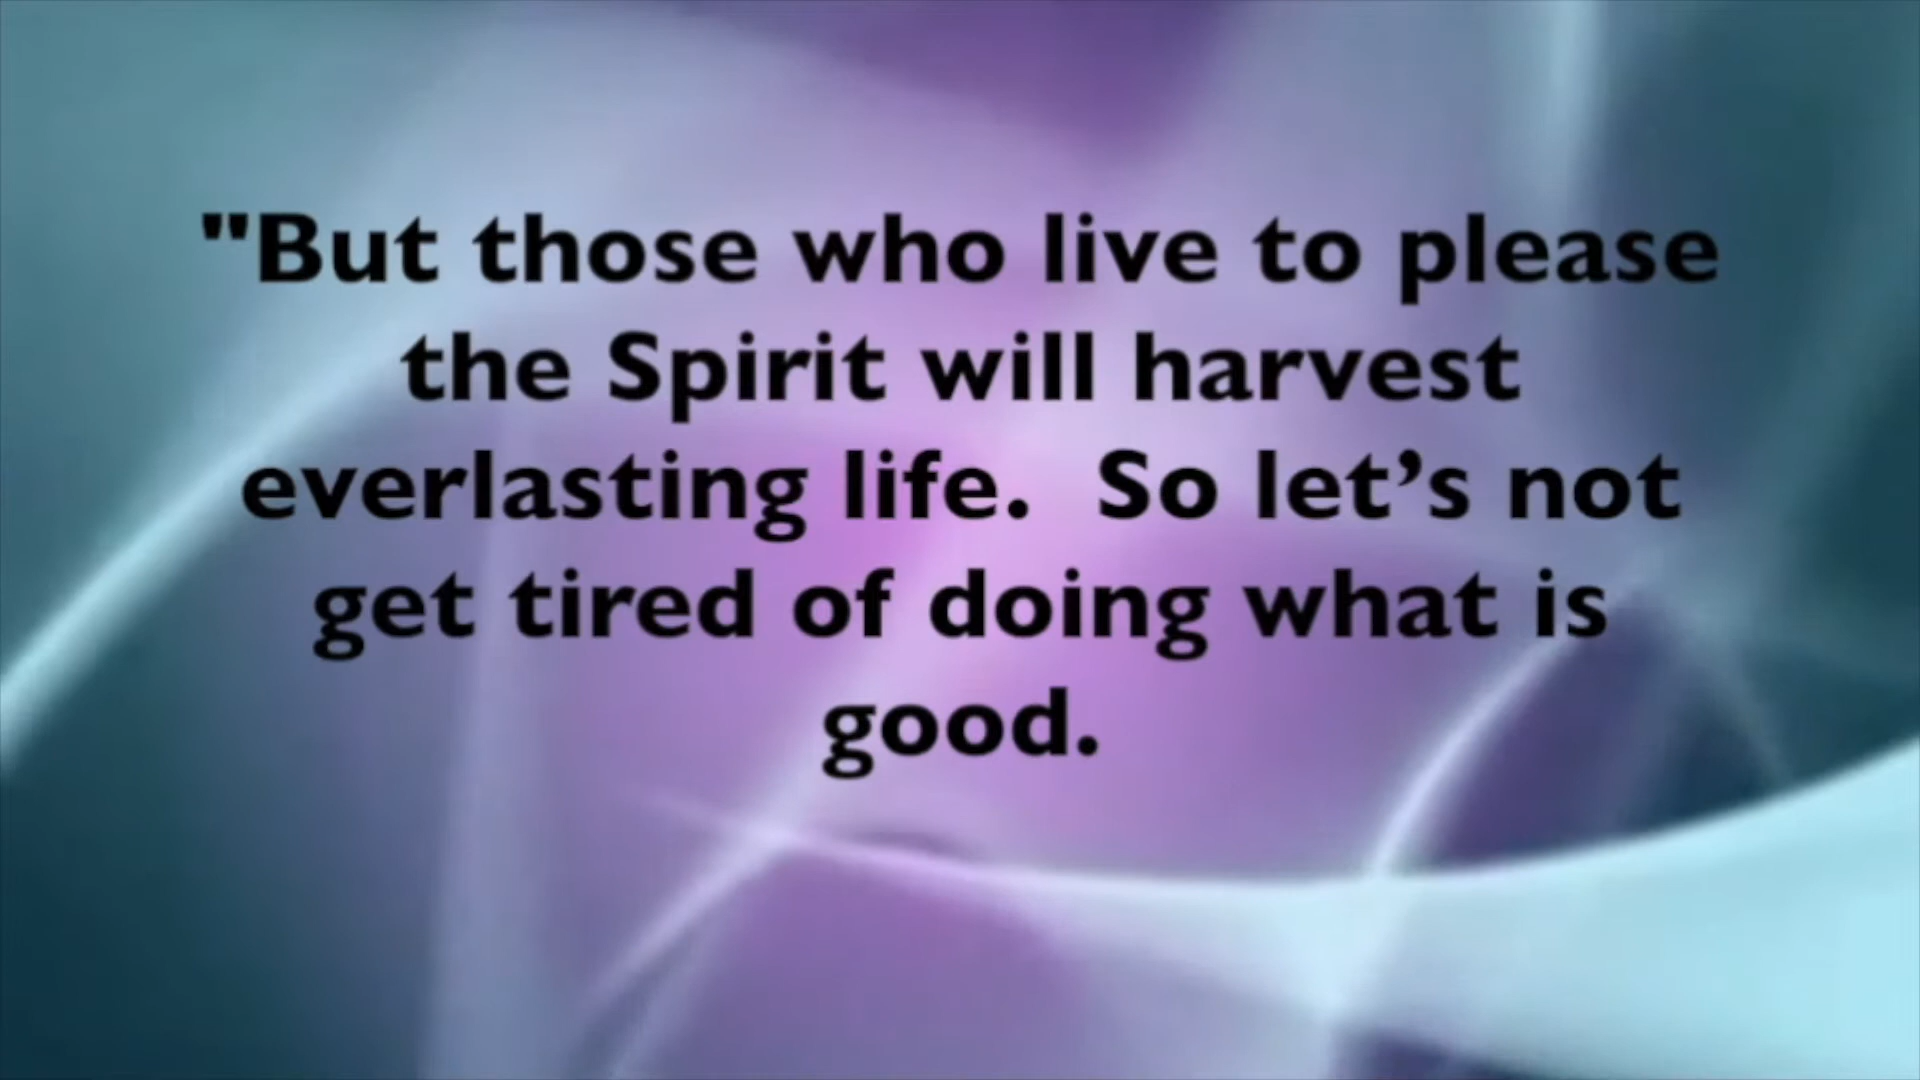 "But those who live to please
the Spirit will harvest
everlasting life.  So let’s not
get tired of doing what is
good.